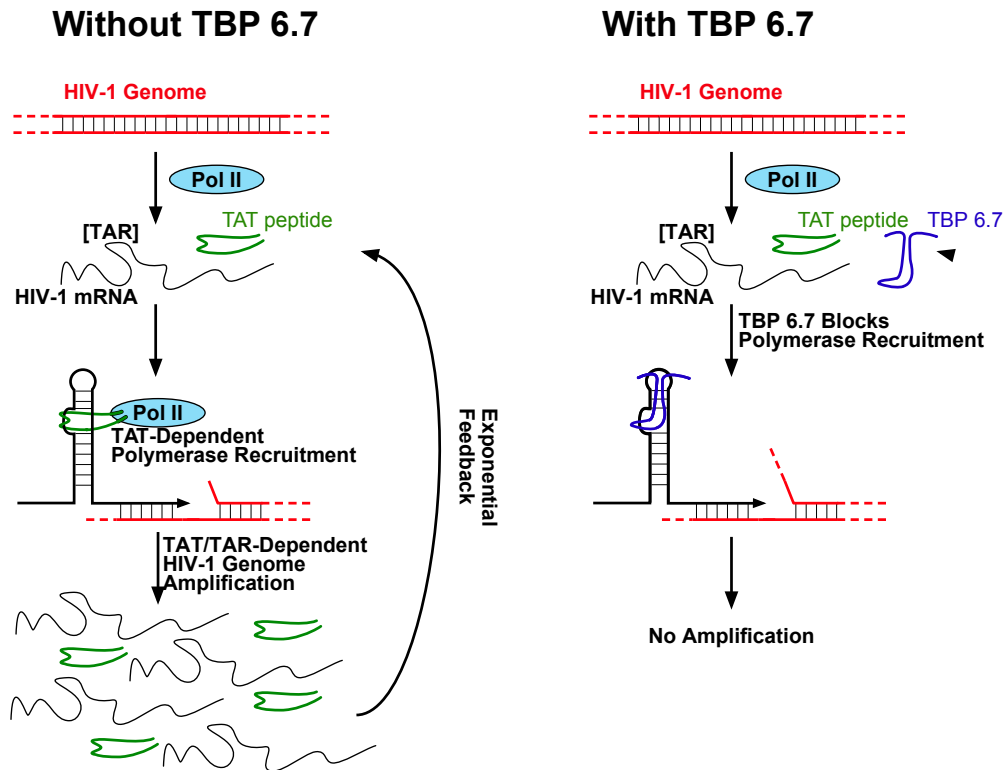 Without TBP 6.7
HIV-1 Genome
Pol II
TAT peptide
[TAR]
HIV-1 mRNA
Pol II
TAT-Dependent
Polymerase Recruitment
TAT/TAR-Dependent
HIV-1 Genome
Amplification
Exponential
Feedback
With TBP 6.7
HIV-1 Genome
Pol II
TAT peptide
TBP 6.7
[TAR]
HIV-1 mRNA
TBP 6.7 Blocks
Polymerase Recruitment
No Amplification